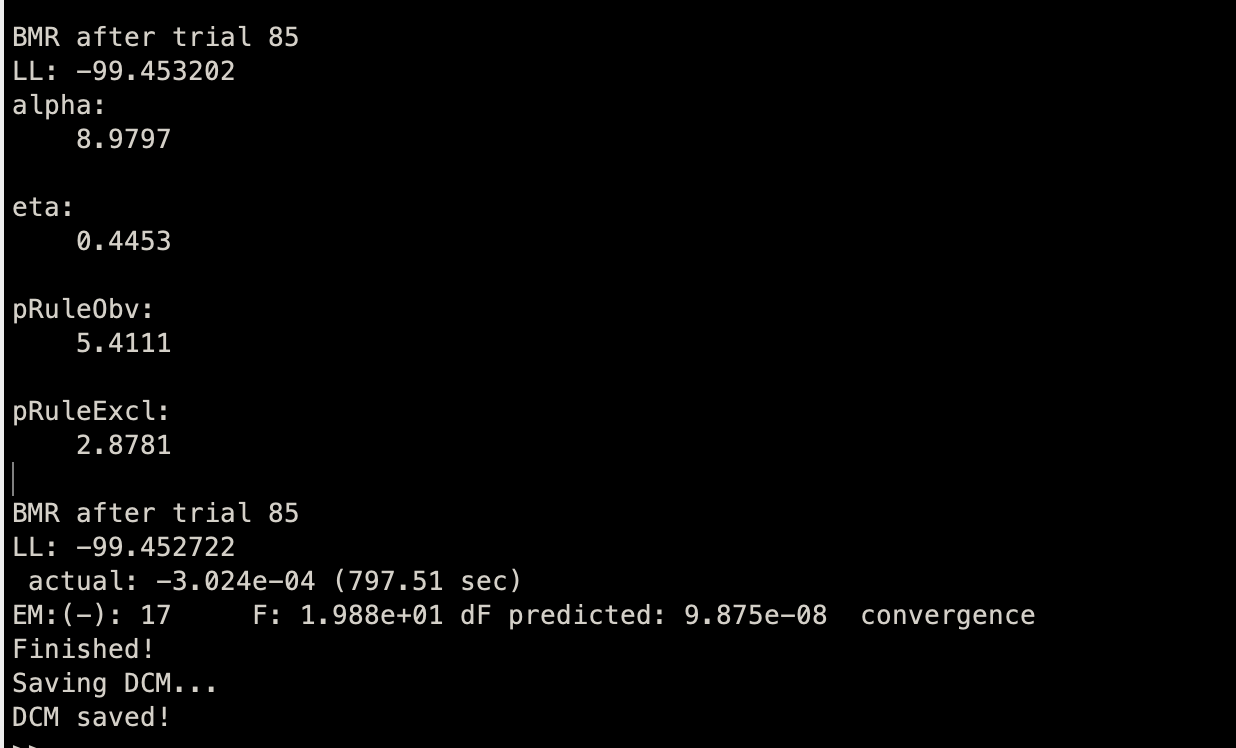 BMR after trial 85
LL: -99.453202
alpha:
8.9797
eta:
0.4453
pRuleObv:
5.4111
pRuleExcl:
2.8781
BMR after trial 85
LL: -99.452722
actual: -3.024e-04 (797.51 sec)
EM:(-): 17     F: 1.988e+01 dF predicted: 9.875e-08  convergence
Finished!
Saving DCM...
DCM saved!